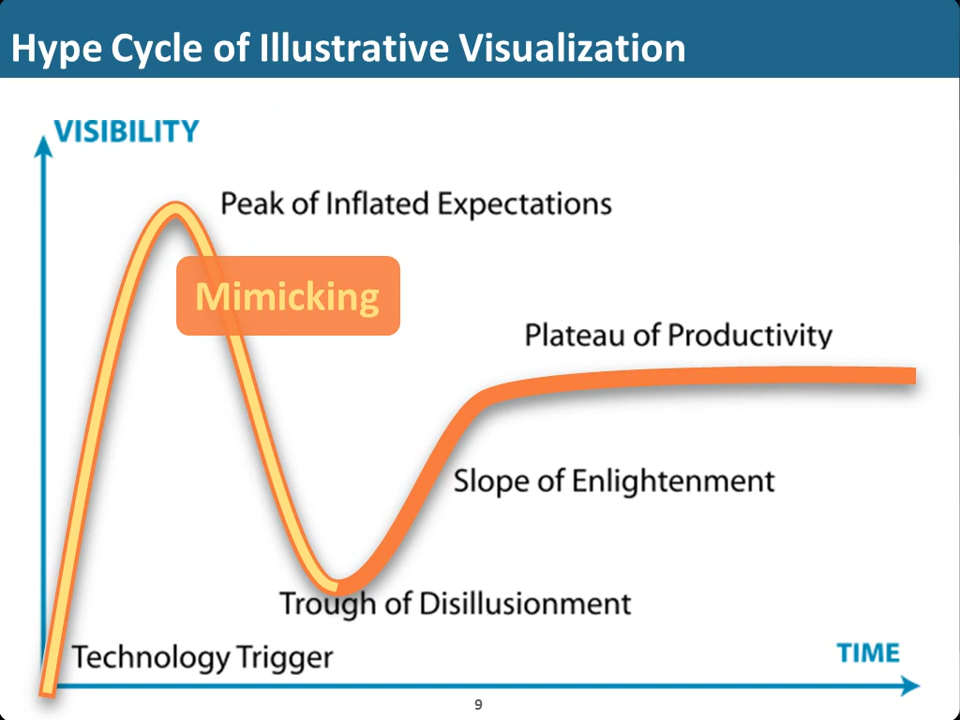 Hype Cycle of Illustrative Visualization
VISIBILITY
Peak of Inflated Expectations
Mimicking
Plateau of Productivity
Slope of Enlightenment
Trough of Disillusionment
Technology Trigger
TIME
9